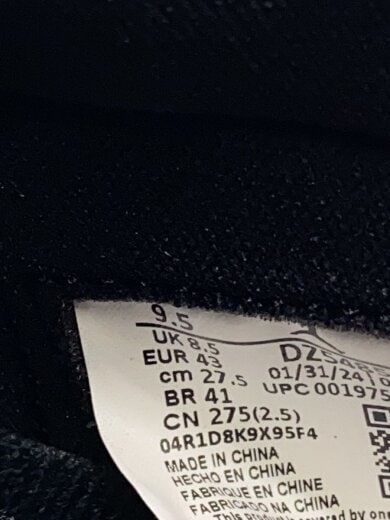 9.5
UK 8.5
EUR 43
cm 27.5
BR 41
CN 275(2.5)
04R1D8K9X95F4
MADE IN CHINA
HECHO EN CHINA
FABRIQUE EN CHINE
FABRICADO NA CHINA
01/31/24
UPC 001975